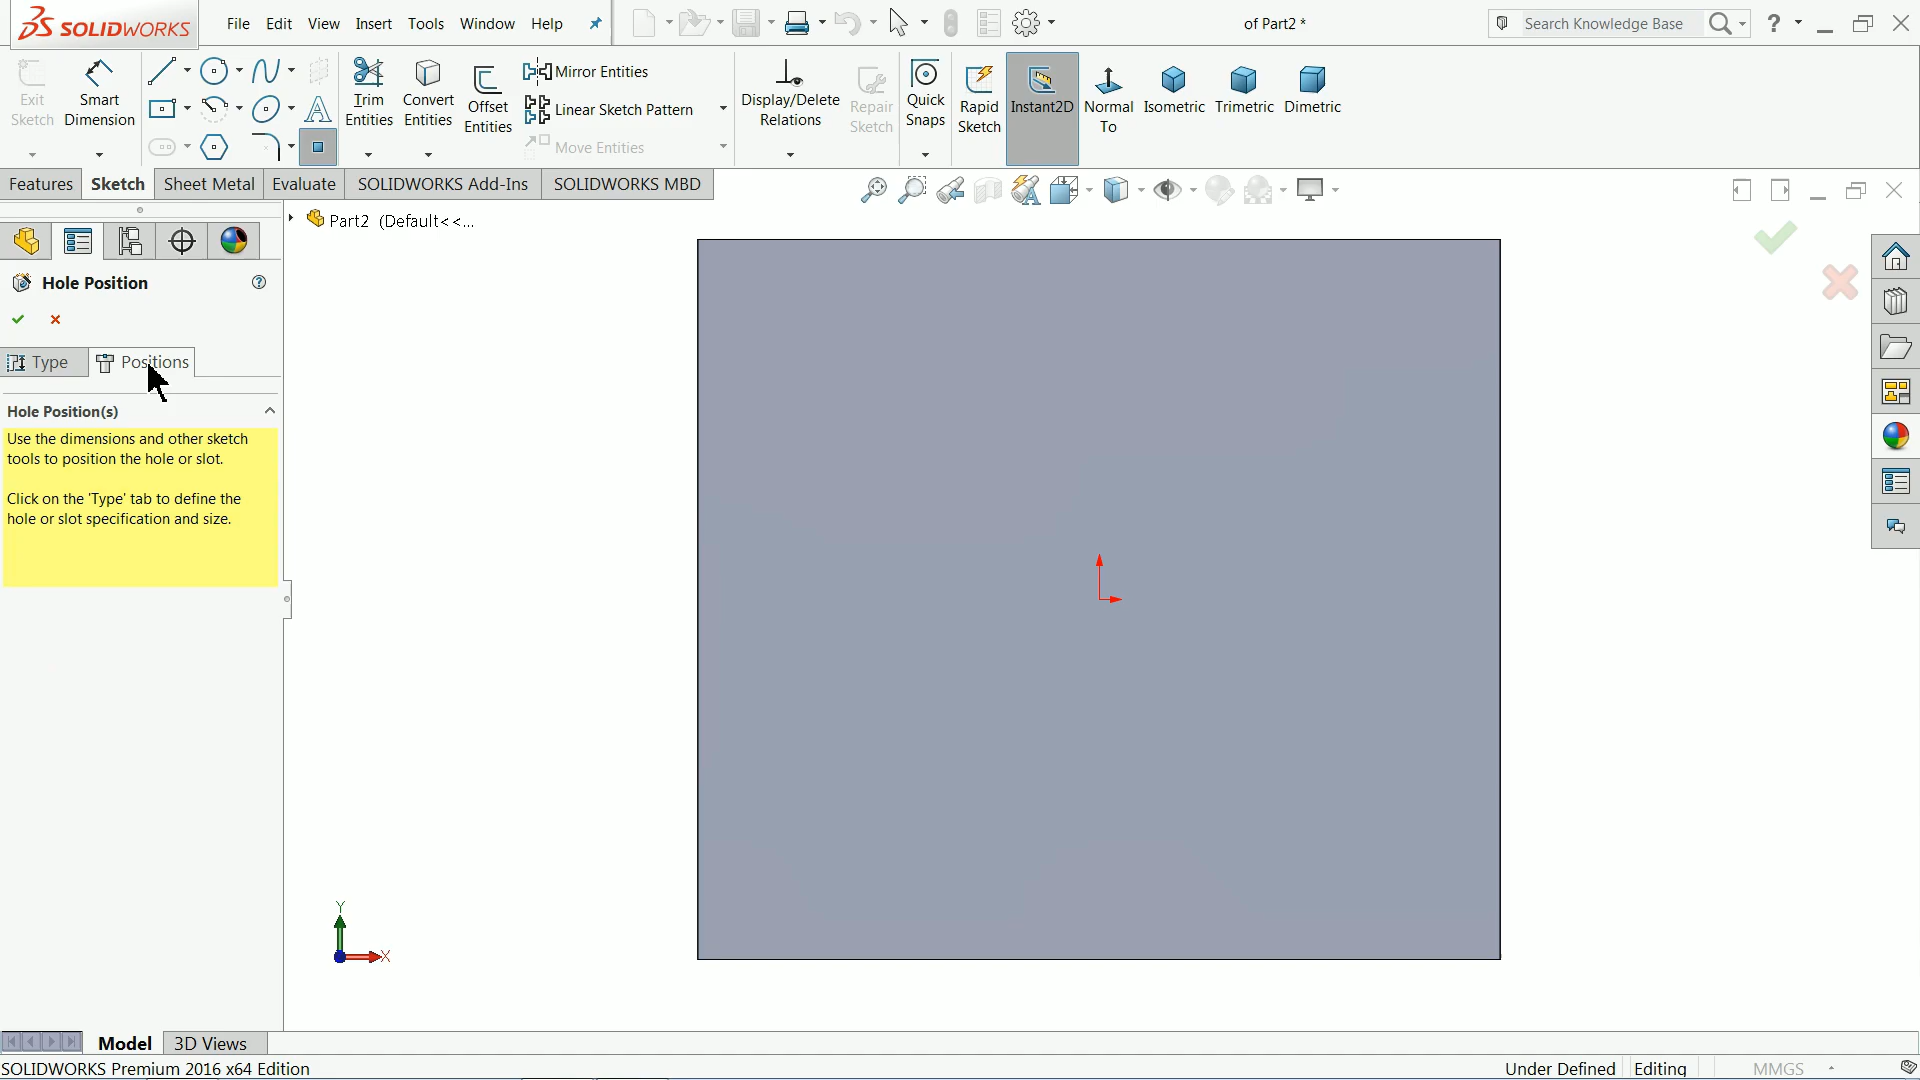 SOLIDWORKS
File Edit View Insert Tools Window Help
of Part2 *
Search Knowledge Base
?
Exit Sketch
Smart Dimension
Trim Entities
Convert Entities
Offset Entities
Mirror Entities
Linear Sketch Pattern
Move Entities
Display/Delete Relations
Repair Sketch
Quick Snaps
Rapid Sketch
Instant2D
Normal To
Isometric
Trimetric
Dimetric
Features Sketch Sheet Metal Evaluate SOLIDWORKS Add-Ins SOLIDWORKS MBD
Part2 (Default<<...
Hole Position
?
Type Positions
Hole Position(s)
Use the dimensions and other sketch
tools to position the hole or slot.
Click on the 'Type' tab to define the
hole or slot specification and size.
Y
X
Model 3D Views
SOLIDWORKS Premium 2016 x64 Edition
Under Defined Editing MMGS